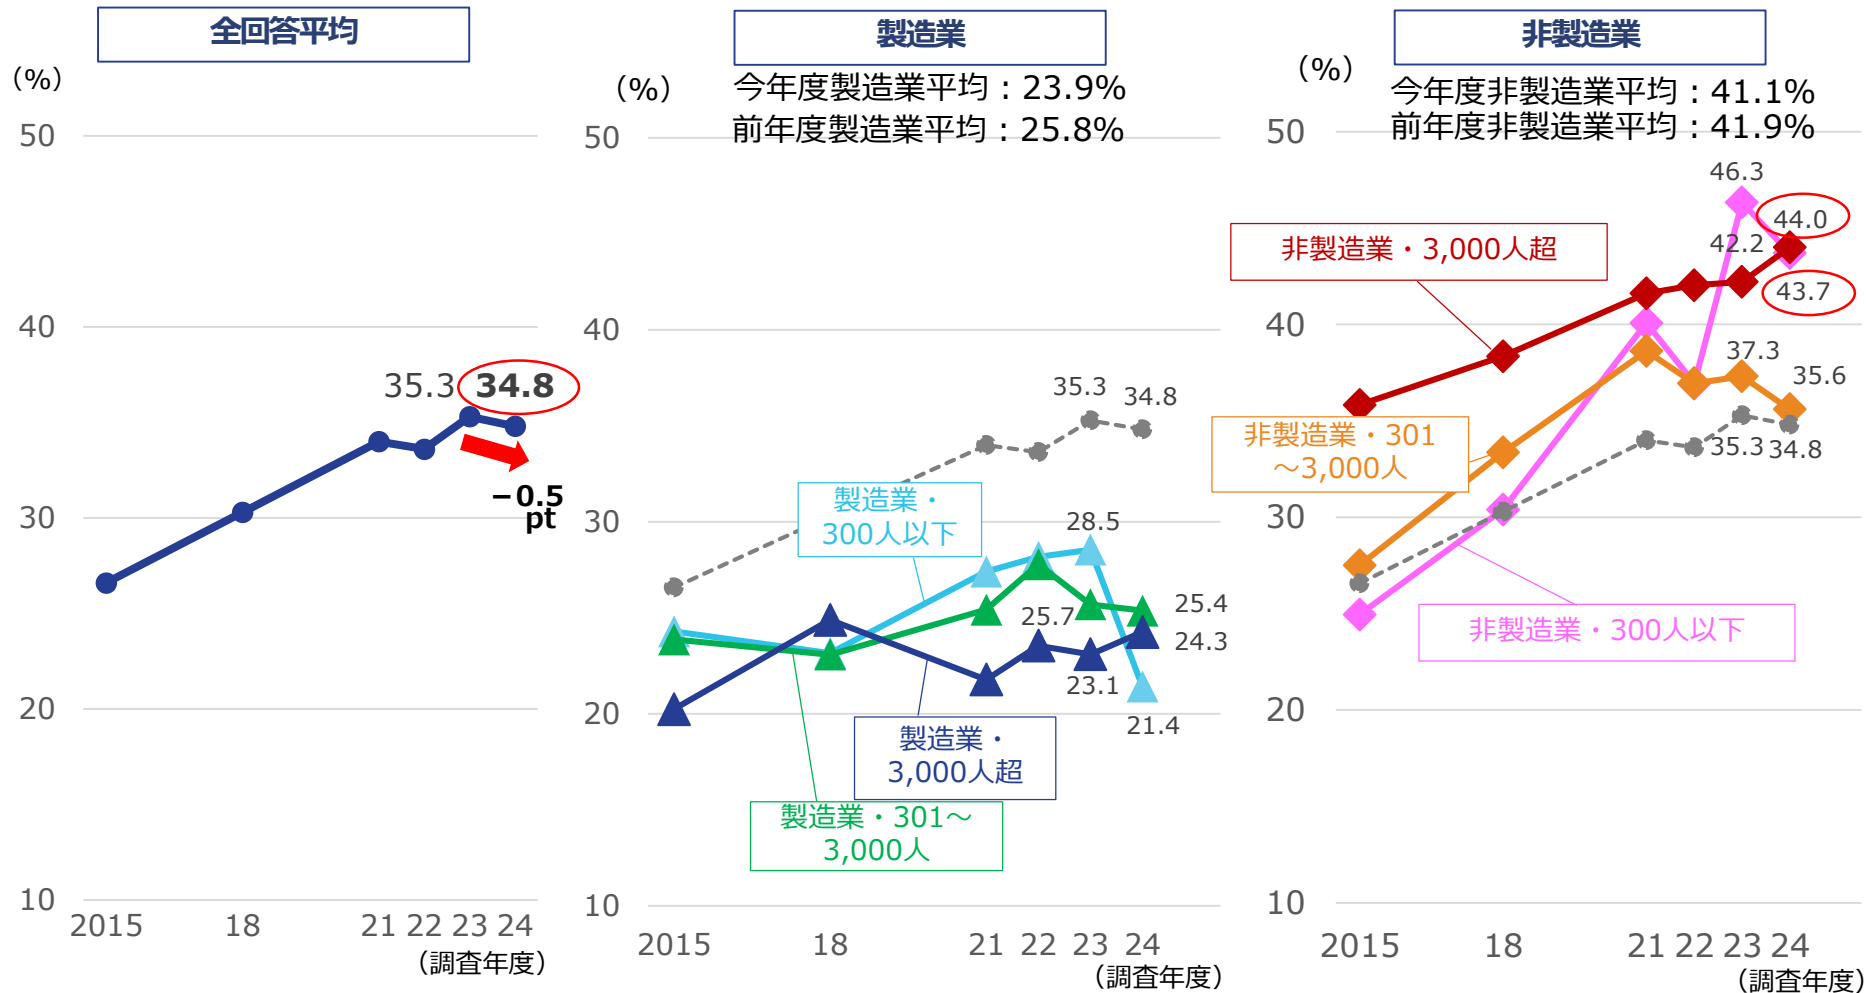 全回答平均
(%)
50
40
30
20
10
35.3
34.8
−0.5
pt
2015
18
21
22
23
24
(調査年度)
製造業
今年度製造業平均：23.9%
前年度製造業平均：25.8%
(%)
50
40
30
20
10
35.3
34.8
製造業・
300人以下
28.5
25.7
25.4
24.3
23.1
21.4
製造業・
3,000人超
製造業・301～
3,000人
2015
18
21
22
23
24
(調査年度)
非製造業
今年度非製造業平均：41.1%
前年度非製造業平均：41.9%
(%)
50
40
30
20
10
46.3
44.0
42.2
43.7
非製造業・3,000人超
37.3
35.6
非製造業・301
～3,000人
35.3
34.8
非製造業・300人以下
2015
18
21
22
23
24
(調査年度)